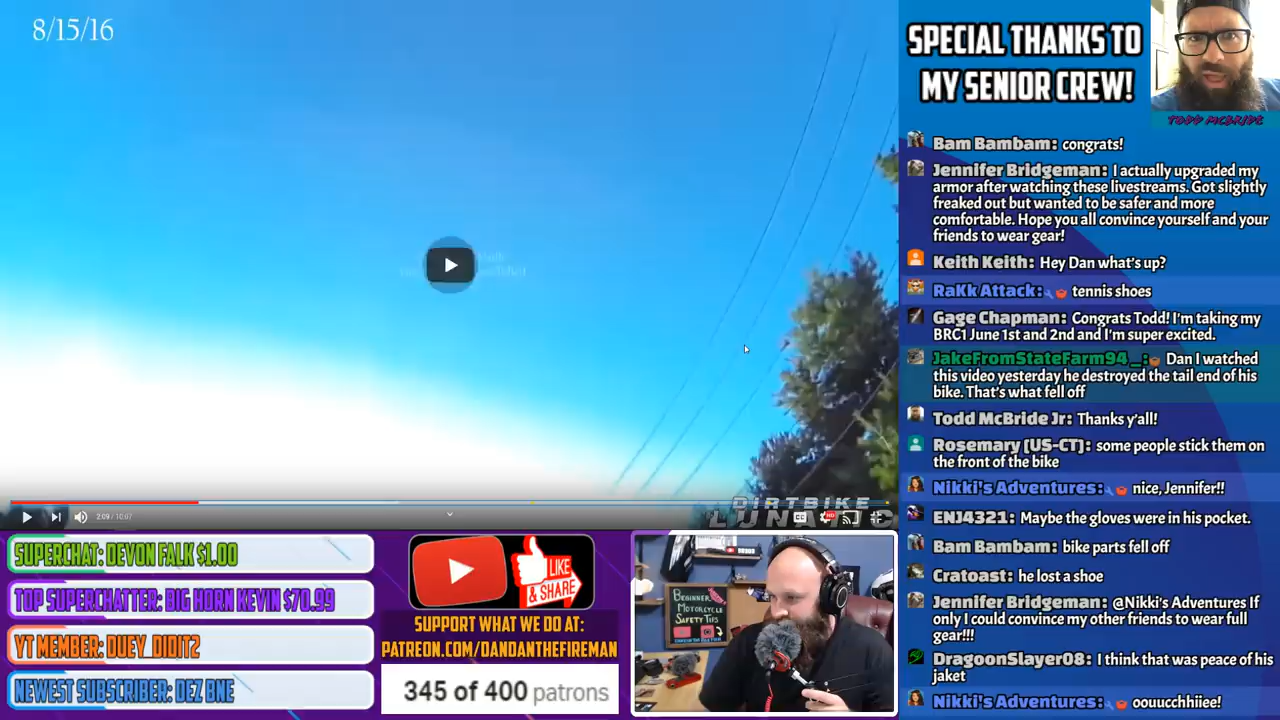 8/15/16
2:09 / 10:07
CC
HD
DIRTBIKE
LUNATIC
SUPERCHAT: DEVON FALK $1.00
TOP SUPERCHATTER: BIG HORN KEVIN $70.99
YT MEMBER: DUEY_DIDIT2
NEWEST SUBSCRIBER: DEZ BNE
LIKE
& SHARE
SUPPORT WHAT WE DO AT:
PATREON.COM/DANDANTHEFIREMAN
345 of 400 patrons
BEGINNER
MOTORCYCLE
SAFETY TIPS
SPECIAL THANKS TO
MY SENIOR CREW!
TODD MCBRIDE
Bam Bambam: congrats!
Jennifer Bridgeman: I actually upgraded my
armor after watching these livestreams. Got slightly
freaked out but wanted to be safer and more
comfortable. Hope you all convince yourself and your
friends to wear gear!
Keith Keith: Hey Dan what's up?
RaKk Attack: tennis shoes
Gage Chapman: Congrats Todd! I'm taking my
BRC1 June 1st and 2nd and I'm super excited.
JakeFromStateFarm94_: Dan I watched
this video yesterday he destroyed the tail end of his
bike. That's what fell off
Todd McBride Jr: Thanks y'all!
Rosemary (US-CT): some people stick them on
the front of the bike
Nikki's Adventures: nice, Jennifer!!
ENJ4321: Maybe the gloves were in his pocket.
Bam Bambam: bike parts fell off
Cratoast: he lost a shoe
Jennifer Bridgeman: @Nikki's Adventures If
only I could convince my other friends to wear full
gear!!!
DragoonSlayer08: I think that was peace of his
jaket
Nikki's Adventures: oouucchhiiee!